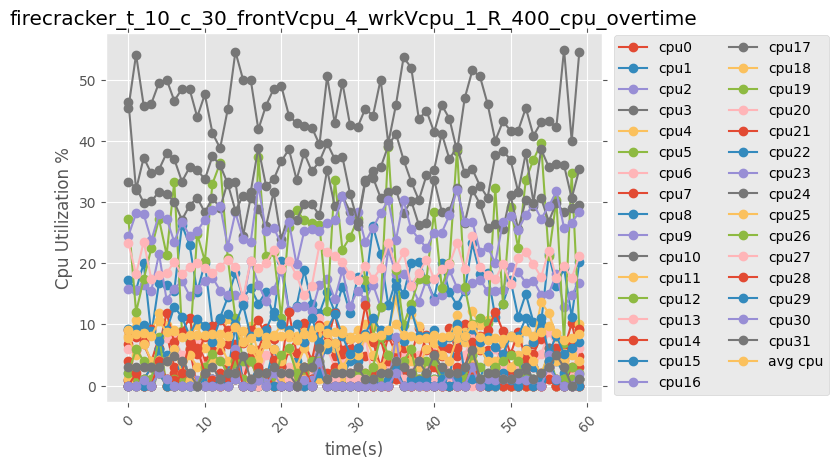 firecracker_t_10_c_30_frontVcpu_4_wrkVcpu_1_R_400_cpu_overtime
Cpu Utilization %
50
40
30
20
10
0
0
10
20
30
40
50
60
time(s)
cpu0
cpu1
cpu2
cpu3
cpu4
cpu5
cpu6
cpu7
cpu8
cpu9
cpu10
cpu11
cpu12
cpu13
cpu14
cpu15
cpu16
cpu17
cpu18
cpu19
cpu20
cpu21
cpu22
cpu23
cpu24
cpu25
cpu26
cpu27
cpu28
cpu29
cpu30
cpu31
avg cpu